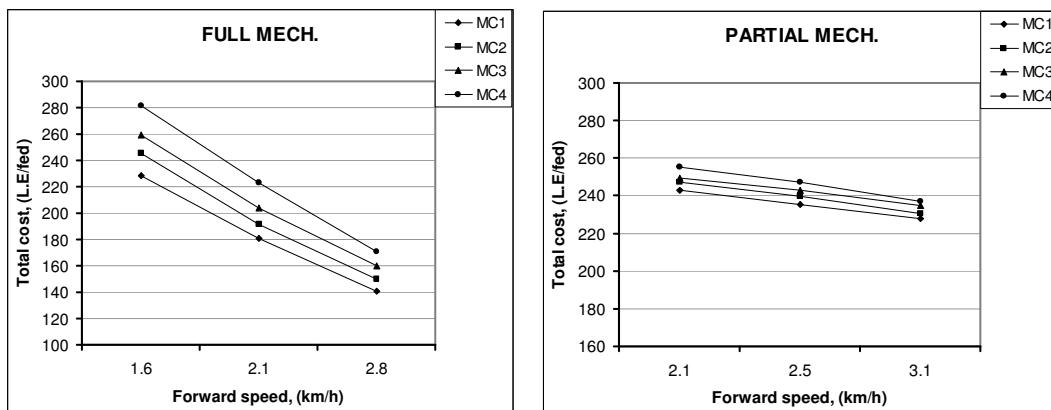 FULL MECH.
MC1
MC2
MC3
MC4
Total cost, (L.E/fed)
300
280
260
240
220
200
180
160
140
120
100
1.6 2.1 2.8
Forward speed, (km/h)
PARTIAL MECH.
MC1
MC2
MC3
MC4
Total cost, (L.E/fed)
300
280
260
240
220
200
180
160
2.1 2.5 3.1
Forward speed, (km/h)